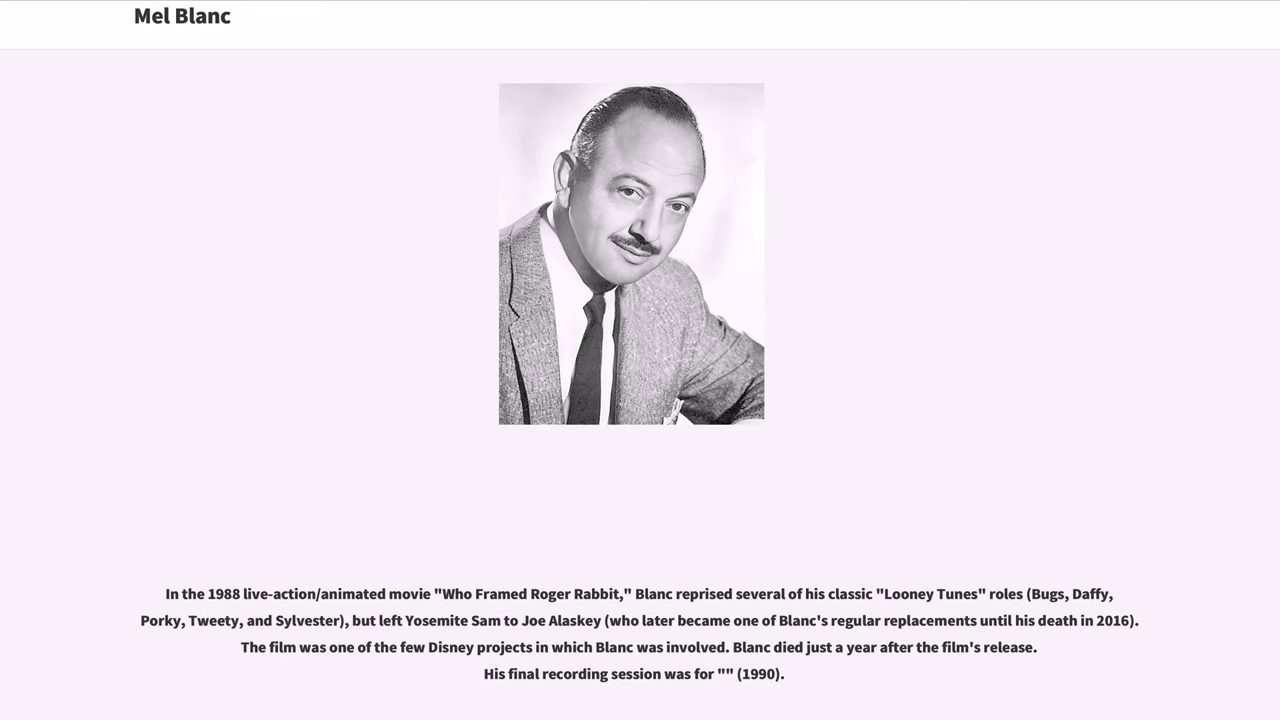 Mel Blanc
In the 1988 live-action/animated movie "Who Framed Roger Rabbit," Blanc reprised several of his classic "Looney Tunes" roles (Bugs, Daffy,
Porky, Tweety, and Sylvester), but left Yosemite Sam to Joe Alaskey (who later became one of Blanc's regular replacements until his death in 2016).
The film was one of the few Disney projects in which Blanc was involved. Blanc died just a year after the film's release.
His final recording session was for "" (1990).